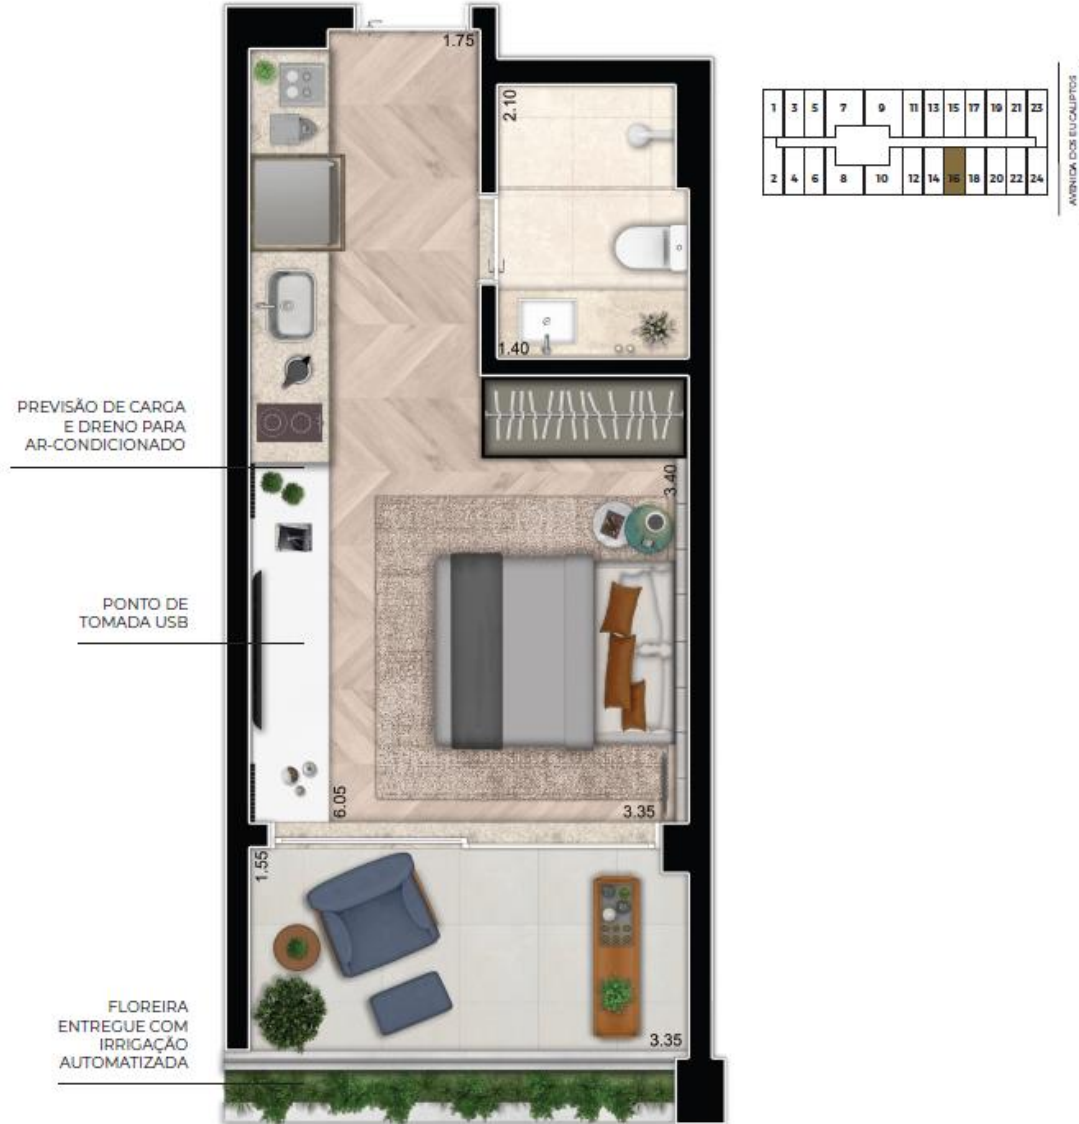 1.75
2.10
1.40
1 3 5 7 9 11 13 15 17 19 21 23
2 4 6 8 10 12 14 16 18 20 22 24
AVENIDA DOS EUCALIPTOS
PREVISÃO DE CARGA
E DRENO PARA
AR-CONDICIONADO
3.40
PONTO DE
TOMADA USB
6.05
3.35
1.55
FLOREIRA
ENTREGUE COM
IRRIGAÇÃO
AUTOMATIZADA
3.35